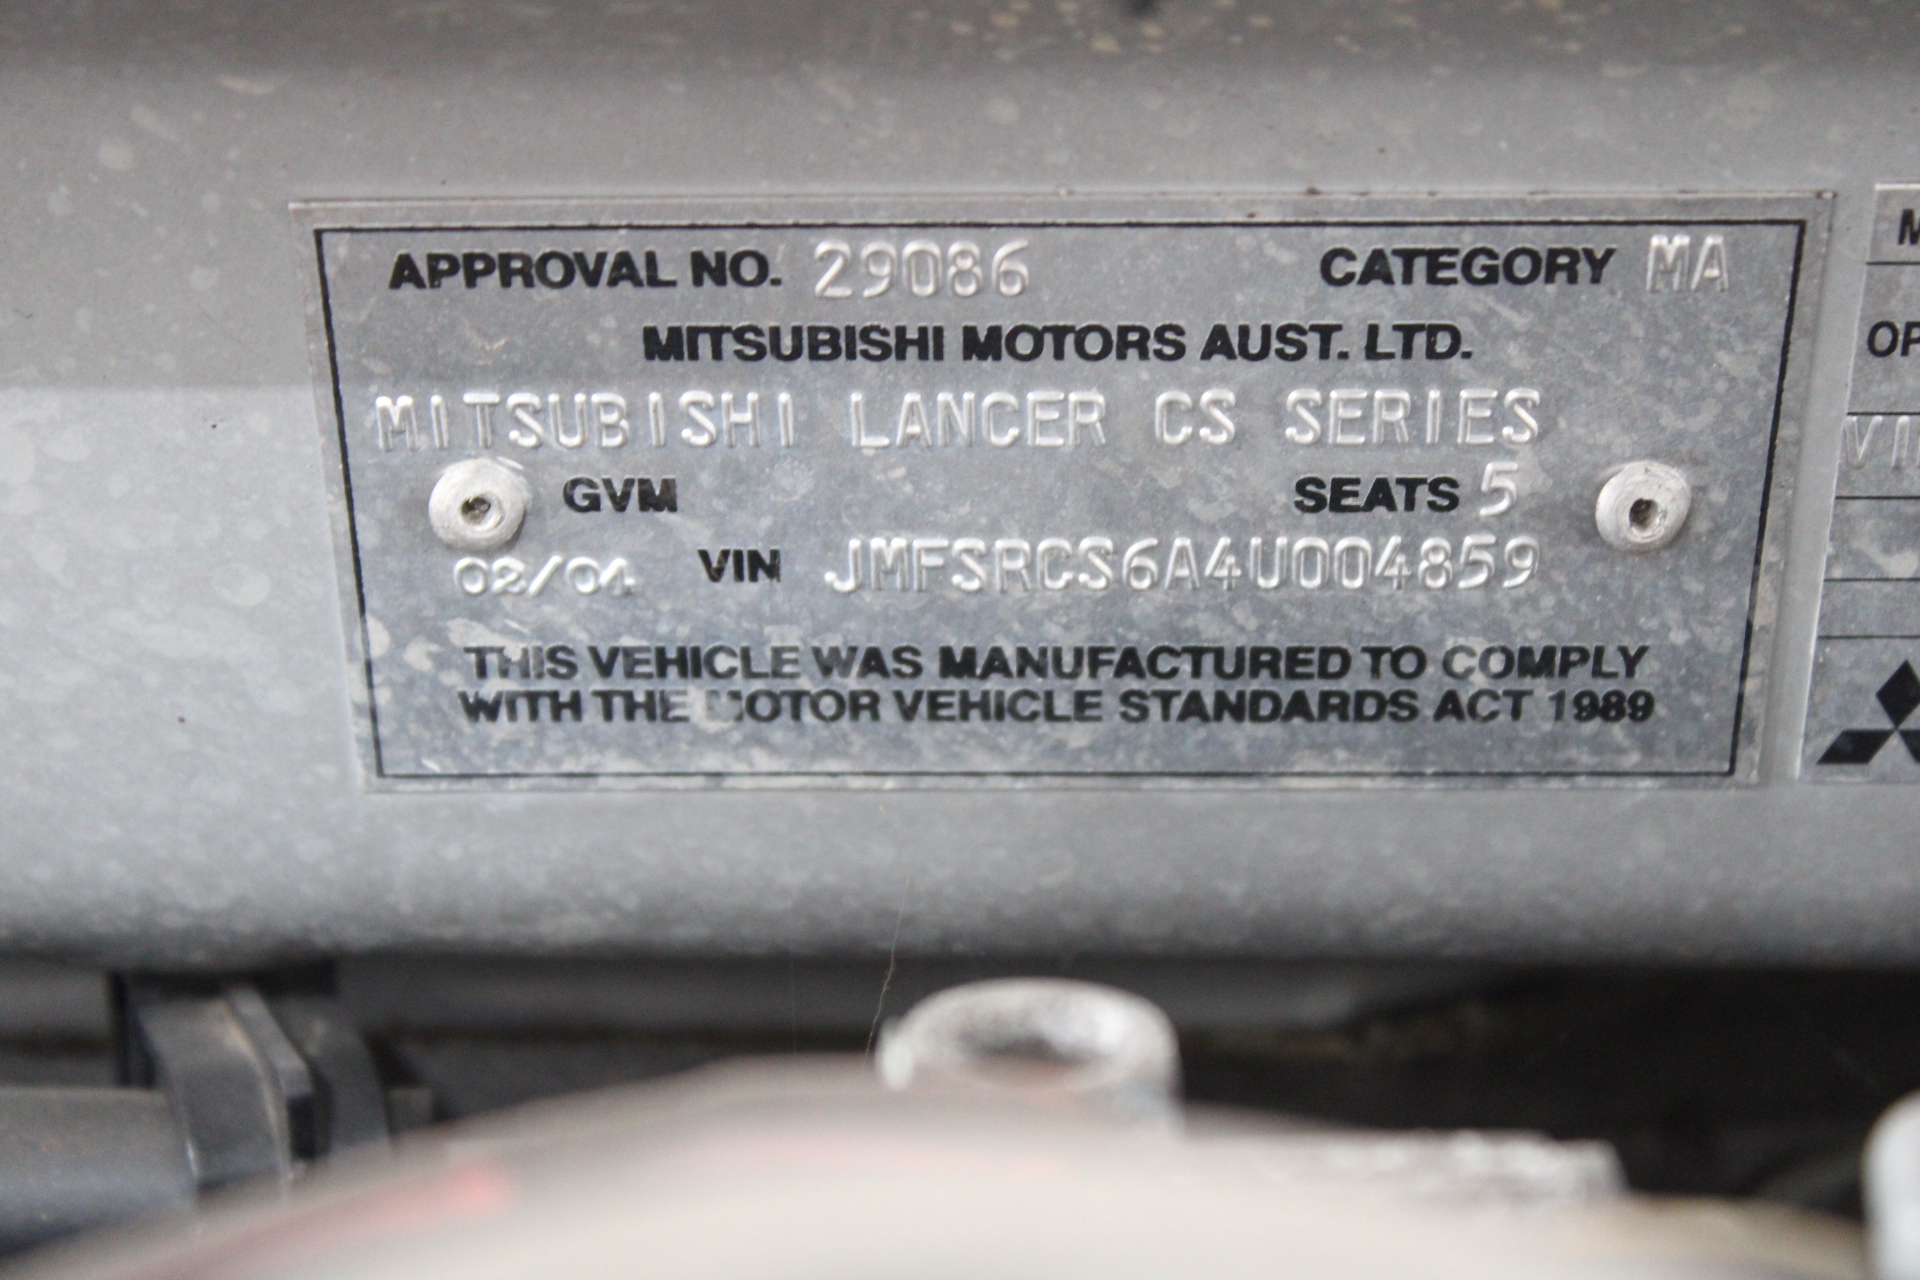 APPROVAL NO. 29086 CATEGORY MA
MITSUBISHI MOTORS AUST. LTD.
MITSUBISHI LANCER CS SERIES
GVM SEATS 5
02/04 VIN JMFSRCS6A4U004859
THIS VEHICLE WAS MANUFACTURED TO COMPLY
WITH THE MOTOR VEHICLE STANDARDS ACT 1989